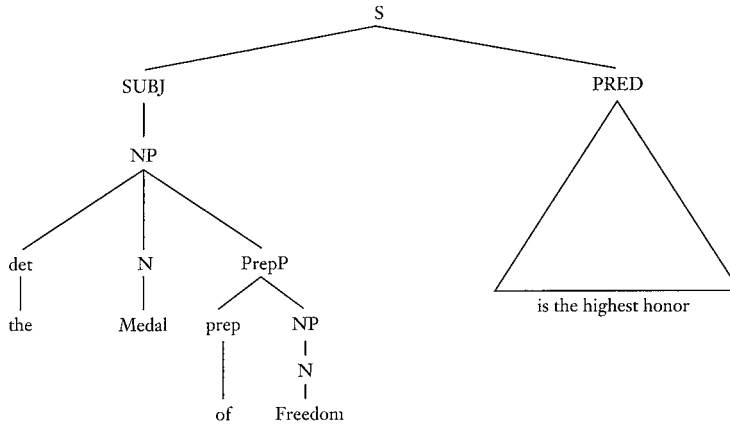 S
SUBJ PRED
NP
det N PrepP
the Medal prep NP
is the highest honor
N
of Freedom